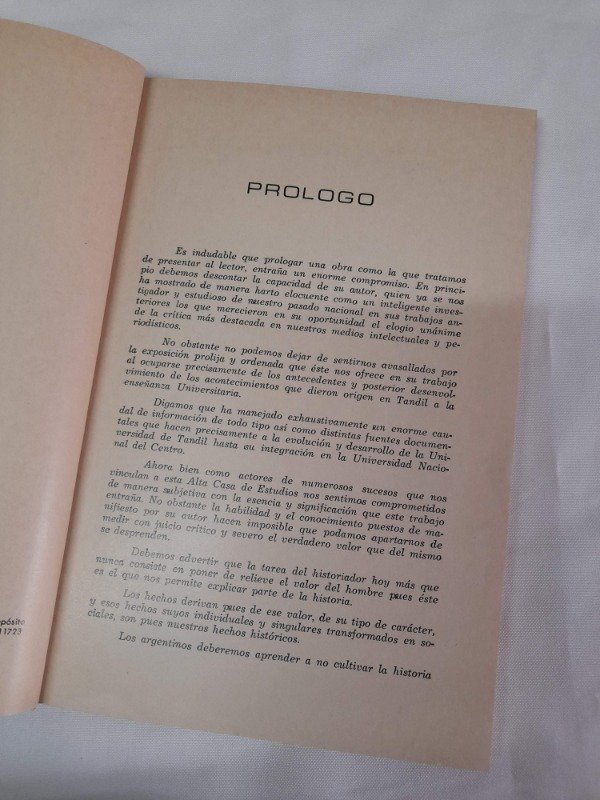 pósito
11723
PROLOGO
Es indudable que prologar una obra como la que tratamos
de presentar al lector, entraña un enorme compromiso. En princi-
pio debemos descontar la capacidad de su autor, quien ya se nos
ha mostrado de manera harto elocuente como un inteligente inves-
tigador y estudioso de nuestro pasado nacional en sus trabajos an-
teriores los que merecieron en su oportunidad el elogio unánime
de la crítica más destacada en nuestros medios intelectuales y pe-
riodísticos.
No obstante no podemos dejar de sentirnos avasallados por
la exposición prolija y ordenada que éste nos ofrece en su trabajo
al ocuparse precisamente de los antecedentes y posterior desenvol-
vimiento de los acontecimientos que dieron origen en Tandil a la
enseñanza Universitaria.
Digamos que ha manejado exhaustivamente un enorme cau-
dal de información de todo tipo así como distintas fuentes documen-
tales que hacen precisamente a la evolución y desarrollo de la Uni-
versidad de Tandil hasta su integración en la Universidad Nacio-
nal del Centro.
Ahora bien como actores de numerosos sucesos que nos
vinculan a esta Alta Casa de Estudios nos sentimos comprometidos
de manera subjetiva con la esencia y significación que este trabajo
entraña. No obstante la habilidad y el conocimiento puestos de ma-
nifiesto por su autor hacen imposible que podamos apartarnos de
medir con juicio crítico y severo el verdadero valor que del mismo
se desprenden.
Debemos advertir que la tarea del historiador hoy más que
nunca consiste en poner de relieve el valor del hombre pues éste
es el que nos permite explicar parte de la historia.
Los hechos derivan pues de ese valor, de su tipo de carácter,
y esos hechos suyos individuales y singulares transformados en so-
ciales, son pues nuestros hechos históricos.
Los argentinos deberemos aprender a no cultivar la historia